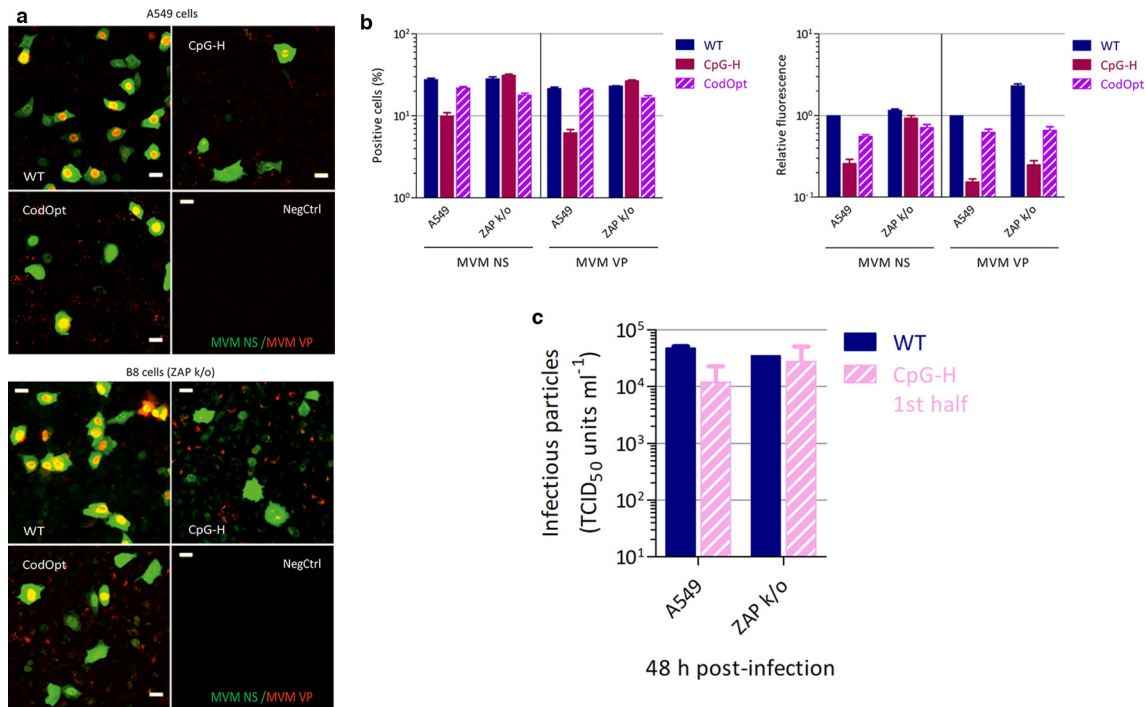 a
A549 cells
WT
CpG-H
CodOpt
NegCtrl
MVM NS /MVM VP
B8 cells (ZAP k/o)
WT
CpG-H
CodOpt
NegCtrl
MVM NS /MVM VP
b
Positive cells (%)
10²
10¹
10⁰
A549
ZAP k/o
A549
ZAP k/o
MVM NS
MVM VP
WT
CpG-H
CodOpt
Relative fluorescence
10¹
10⁰
10⁻¹
A549
ZAP k/o
A549
ZAP k/o
MVM NS
MVM VP
WT
CpG-H
CodOpt
c
Infectious particles
(TCID₅₀ units ml⁻¹)
10⁵
10⁴
10³
10²
10¹
A549
ZAP k/o
48 h post-infection
WT
CpG-H
1st half